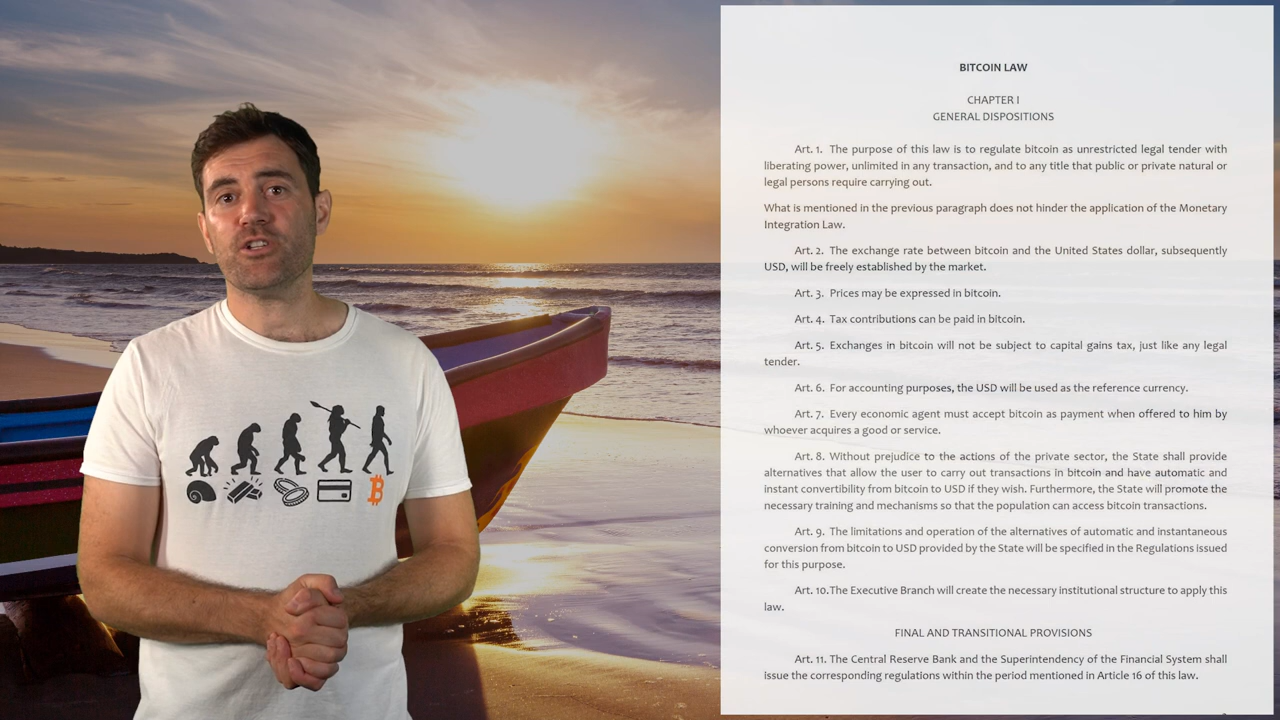 BITCOIN LAW
CHAPTER I
GENERAL DISPOSITIONS
Art. 1. The purpose of this law is to regulate bitcoin as unrestricted legal tender with
liberating power, unlimited in any transaction, and to any title that public or private natural or
legal persons require carrying out.
What is mentioned in the previous paragraph does not hinder the application of the Monetary
Integration Law.
Art. 2. The exchange rate between bitcoin and the United States dollar, subsequently
USD, will be freely established by the market.
Art. 3. Prices may be expressed in bitcoin.
Art. 4. Tax contributions can be paid in bitcoin.
Art. 5. Exchanges in bitcoin will not be subject to capital gains tax, just like any legal
tender.
Art. 6. For accounting purposes, the USD will be used as the reference currency.
Art. 7. Every economic agent must accept bitcoin as payment when offered to him by
whoever acquires a good or service.
Art. 8. Without prejudice to the actions of the private sector, the State shall provide
alternatives that allow the user to carry out transactions in bitcoin and have automatic and
instant convertibility from bitcoin to USD if they wish. Furthermore, the State will promote the
necessary training and mechanisms so that the population can access bitcoin transactions.
Art. 9. The limitations and operation of the alternatives of automatic and instantaneous
conversion from bitcoin to USD provided by the State will be specified in the Regulations issued
for this purpose.
Art. 10.The Executive Branch will create the necessary institutional structure to apply this
law.
FINAL AND TRANSITIONAL PROVISIONS
Art. 11. The Central Reserve Bank and the Superintendency of the Financial System shall
issue the corresponding regulations within the period mentioned in Article 16 of this law.